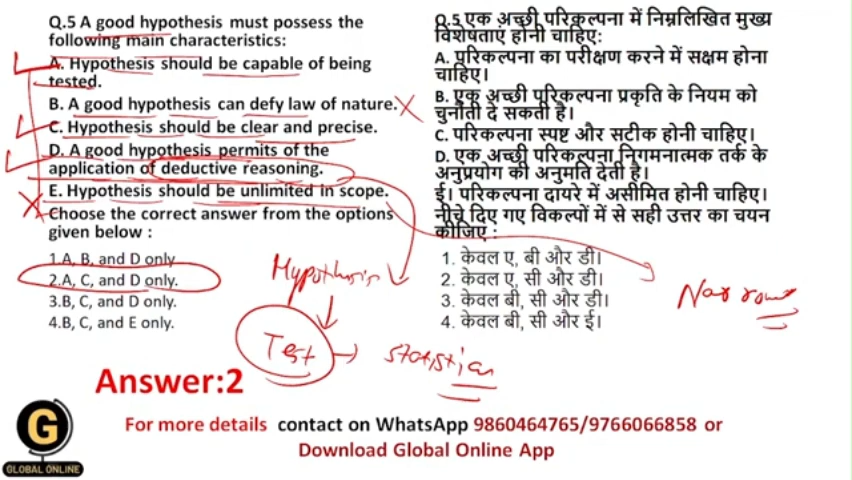 Q.5 A good hypothesis must possess the
following main characteristics:
A. Hypothesis should be capable of being
tested.
B. A good hypothesis can defy law of nature.
C. Hypothesis should be clear and precise.
D. A good hypothesis permits of the
application of deductive reasoning.
E. Hypothesis should be unlimited in scope.
Choose the correct answer from the options
given below :
1.A, B, and D only
2.A, C, and D only.
3.B, C, and D only.
4.B, C, and E only.
Q.5 एक अच्छी परिकल्पना में निम्नलिखित मुख्य
विशेषताएं होनी चाहिए:
A. परिकल्पना का परीक्षण करने में सक्षम होना
चाहिए।
B. एक अच्छी परिकल्पना प्रकृति के नियम को
चुनौती दे सकती है।
C. परिकल्पना स्पष्ट और सटीक होनी चाहिए।
D. एक अच्छी परिकल्पना निगमनात्मक तर्क के
अनुप्रयोग की अनुमति देती है।
ई। परिकल्पना दायरे में असीमित होनी चाहिए।
नीचे दिए गए विकल्पों में से सही उत्तर का चयन
कीजिए :
1. केवल ए, बी और डी।
2. केवल ए, सी और डी।
3. केवल बी, सी और डी।
4. केवल बी, सी और ई।
Hypothesis
Test
Answer:2
For more details contact on WhatsApp 9860464765/9766066858 or
Download Global Online App
G
GLOBAL ONLINE